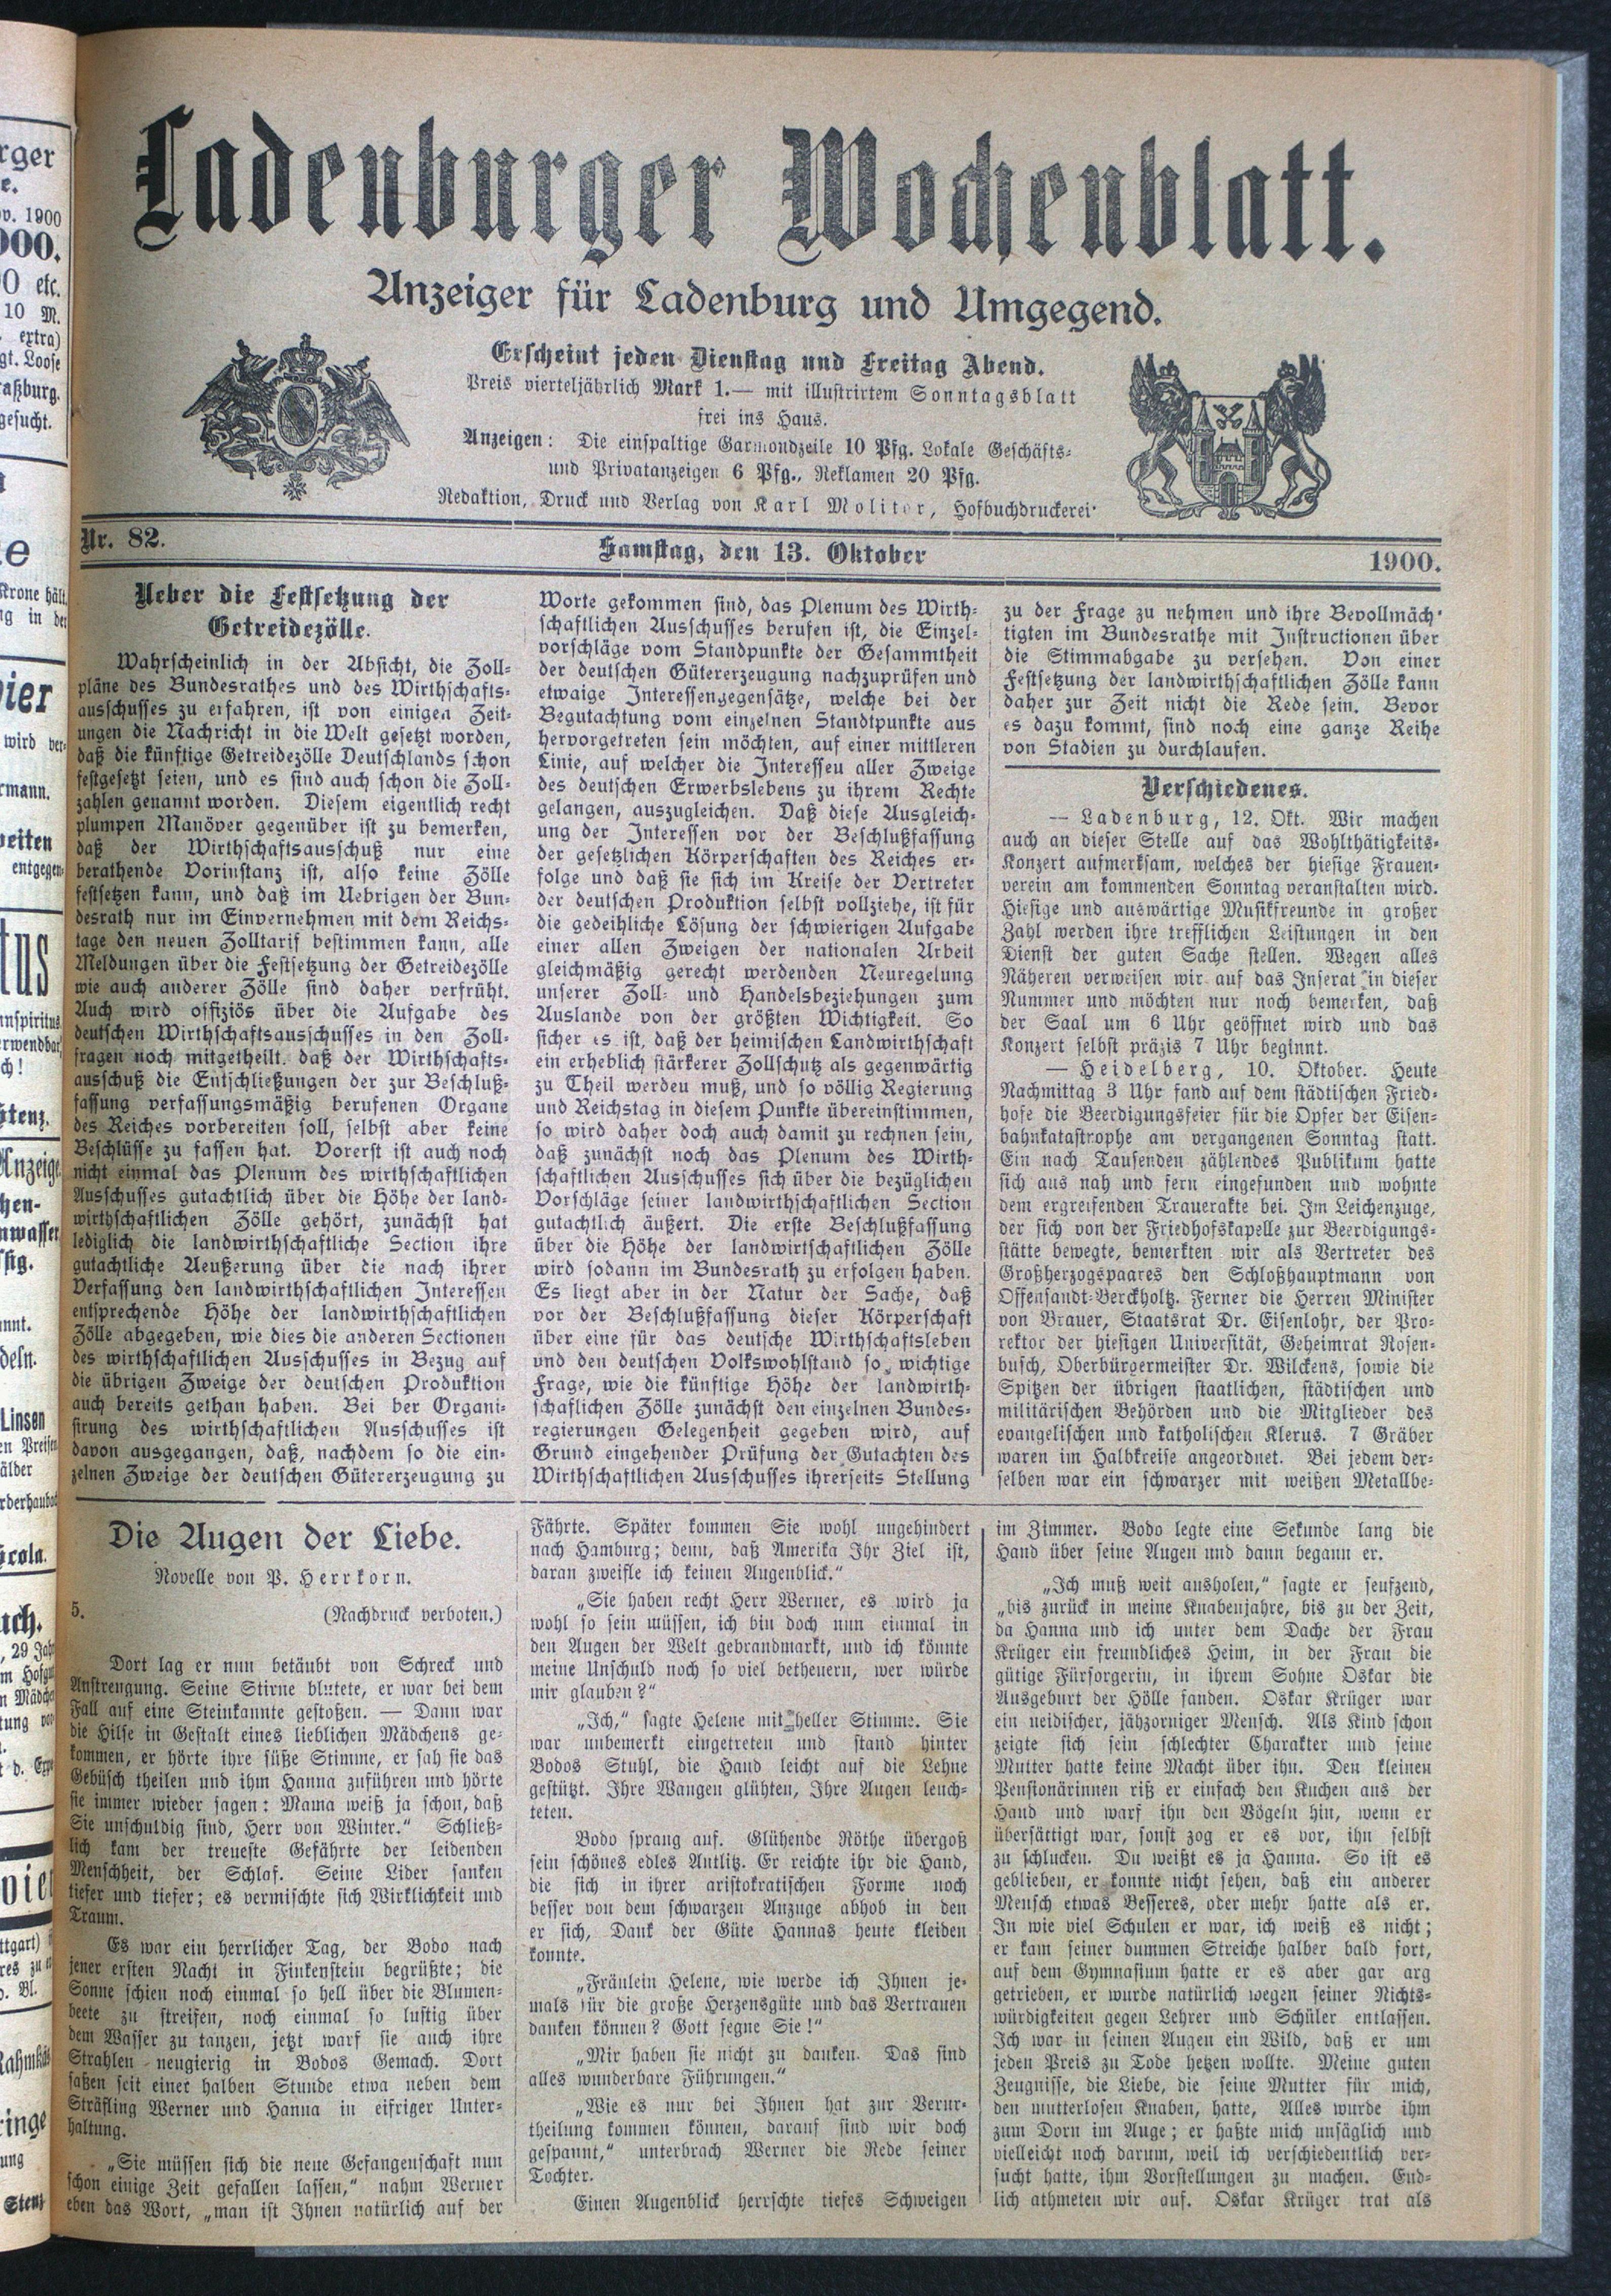 Ladenburger Wochenblatt.
Anzeiger für Ladenburg und Umgegend.
Erscheint jeden Dienstag und Freitag Abend.
Preis vierteljährlich Mark 1.— mit illustrirtem Sonntagsblatt
frei ins Haus.
Anzeigen: Die einspaltige Garmondzeile 10 Pfg. Lokale Geschäfts-
und Privatanzeigen 6 Pfg., Reklamen 20 Pfg.
Redaktion, Druck und Verlag von Karl Molitor, Hofbuchdruckerei
Nr. 82.
Samstag, den 13. Oktober
1900.
Ueber die Festsetzung der
Getreidezölle.
Wahrscheinlich in der Absicht, die Zoll-
pläne des Bundesrathes und des Wirthschafts-
ausschusses zu erfahren, ist von einigen Zeit-
ungen die Nachricht in die Welt gesetzt worden,
daß die künftige Getreidezölle Deutschlands schon
festgesetzt seien, und es sind auch schon die Zoll-
zahlen genannt worden. Diesem eigentlich recht
plumpen Manöver gegenüber ist zu bemerken,
daß der Wirthschaftsausschuß nur eine
berathende Vorinstanz ist, also keine Zölle
festsetzen kann, und daß im Uebrigen der Bun-
desrath nur im Einvernehmen mit dem Reichs-
tage den neuen Zolltarif bestimmen kann, alle
Meldungen über die Festsetzung der Getreidezölle
wie auch anderer Zölle sind daher verfrüht.
Auch wird offiziös über die Aufgabe des
deutschen Wirthschaftsausschusses in den Zoll-
fragen noch mitgetheilt. daß der Wirthschafts-
ausschuß die Entschließungen der zur Beschluß-
fassung verfassungsmäßig berufenen Organe
des Reiches vorbereiten soll, selbst aber keine
Beschlüsse zu fassen hat. Vorerst ist auch noch
nicht einmal das Plenum des wirthschaftlichen
Ausschusses gutachtlich über die Höhe der land-
wirthschaftlichen Zölle gehört, zunächst hat
lediglich die landwirthschaftliche Section ihre
gutachtliche Aeußerung über die nach ihrer
Verfassung den landwirthschaftlichen Interessen
entsprechende Höhe der landwirthschaftlichen
Zölle abgegeben, wie dies die anderen Sectionen
des wirthschaftlichen Ausschusses in Bezug auf
die übrigen Zweige der deutschen Produktion
auch bereits gethan haben. Bei ber Organi-
sirung des wirthschaftlichen Ausschusses ist
davon ausgegangen, daß, nachdem so die ein-
zelnen Zweige der deutschen Gütererzeugung zu
Worte gekommen sind, das Plenum des Wirth-
schaftlichen Ausschusses berufen ist, die Einzel-
vorschläge vom Standpunkte der Gesammtheit
der deutschen Gütererzeugung nachzuprüfen und
etwaige Interessengegensätze, welche bei der
Begutachtung vom einzelnen Standtpunkte aus
hervorgetreten sein möchten, auf einer mittleren
Linie, auf welcher die Interessen aller Zweige
des deutschen Erwerbslebens zu ihrem Rechte
gelangen, auszugleichen. Daß diese Ausgleich-
ung der Interessen vor der Beschlußfassung
der gesetzlichen Körperschaften des Reiches er-
folge und daß sie sich im Kreise der Vertreter
der deutschen Produktion selbst vollziehe, ist für
die gedeihliche Lösung der schwierigen Aufgabe
einer allen Zweigen der nationalen Arbeit
gleichmäßig gerecht werdenden Neuregelung
unserer Zoll- und Handelsbeziehungen zum
Auslande von der größten Wichtigkeit. So
sicher es ist, daß der heimischen Landwirthschaft
ein erheblich stärkerer Zollschutz als gegenwärtig
zu Theil werden muß, und so völlig Regierung
und Reichstag in diesem Punkte übereinstimmen,
so wird daher doch auch damit zu rechnen sein,
daß zunächst noch das Plenum des Wirth-
schaftlichen Ausschusses sich über die bezüglichen
Vorschläge seiner landwirthschaftlichen Section
gutachtlich äußert. Die erste Beschlußfassung
über die Höhe der landwirtschaftlichen Zölle
wird sodann im Bundesrath zu erfolgen haben.
Es liegt aber in der Natur der Sache, daß
vor der Beschlußfassung dieser Körperschaft
über eine für das deutsche Wirthschaftsleben
und den deutschen Volkswohlstand so wichtige
Frage, wie die künftige Höhe der landwirth-
schaflichen Zölle zunächst den einzelnen Bundes-
regierungen Gelegenheit gegeben wird, auf
Grund eingehender Prüfung der Gutachten des
Wirthschaftlichen Ausschusses ihrerseits Stellung
zu der Frage zu nehmen und ihre Bevollmäch-
tigten im Bundesrathe mit Instructionen über
die Stimmabgabe zu versehen. Von einer
Festsetzung der landwirthschaftlichen Zölle kann
daher zur Zeit nicht die Rede sein. Bevor
es dazu kommt, sind noch eine ganze Reihe
von Stadien zu durchlaufen.
Verschiedenes.
— Ladenburg, 12. Okt. Wir machen
auch an dieser Stelle auf das Wohlthätigkeits-
Konzert aufmerksam, welches der hiesige Frauen-
verein am kommenden Sonntag veranstalten wird.
Hiesige und auswärtige Musikfreunde in großer
Zahl werden ihre trefflichen Leistungen in den
Dienst der guten Sache stellen. Wegen alles
Näheren verweisen wir auf das Inserat in dieser
Nummer und möchten nur noch bemerken, daß
der Saal um 6 Uhr geöffnet wird und das
Konzert selbst präzis 7 Uhr beginnt.
— Heidelberg, 10. Oktober. Heute
Nachmittag 3 Uhr fand auf dem städtischen Fried-
hofe die Beerdigungsfeier für die Opfer der Eisen-
bahnkatastrophe am vergangenen Sonntag statt.
Ein nach Tausenden zählendes Publikum hatte
sich aus nah und fern eingefunden und wohnte
dem ergreifenden Trauerakte bei. Im Leichenzuge,
der sich von der Friedhofskapelle zur Beerdigungs-
stätte bewegte, bemerkten wir als Vertreter des
Großherzogspaares den Schloßhauptmann von
Offensandt-Berckholtz. Ferner die Herren Minister
von Brauer, Staatsrat Dr. Eisenlohr, der Pro-
rektor der hiesigen Universität, Geheimrat Rosen-
busch, Oberbürgermeister Dr. Wilckens, sowie die
Spitzen der übrigen staatlichen, städtischen und
militärischen Behörden und die Mitglieder des
evangelischen und katholischen Klerus. 7 Gräber
waren im Halbkreise angeordnet. Bei jedem der-
selben war ein schwarzer mit weißen Metallbe-
Die Augen der Liebe.
Novelle von P. Herrkorn.
5.
(Nachdruck verboten.)
Dort lag er nun betäubt von Schreck und
Anstrengung. Seine Stirne blutete, er war bei dem
Fall auf eine Steinkannte gestoßen. — Dann war
die Hilfe in Gestalt eines lieblichen Mädchens ge-
kommen, er hörte ihre süße Stimme, er sah sie das
Gebüsch theilen und ihm Hanna zuführen und hörte
sie immer wieder sagen: Mama weiß ja schon, daß
Sie unschuldig sind, Herr von Winter.“ Schließ-
lich kam der treueste Gefährte der leidenden
Menschheit, der Schlaf. Seine Lider sanken
tiefer und tiefer; es vermischte sich Wirklichkeit und
Traum.
Es war ein herrlicher Tag, der Bodo nach
jener ersten Nacht in Finkenstein begrüßte; die
Sonne schien noch einmal so hell über die Blumen-
beete zu streifen, noch einmal so lustig über
dem Wasser zu tanzen, jetzt warf sie auch ihre
Strahlen neugierig in Bodos Gemach. Dort
saßen seit einer halben Stunde etwa neben dem
Sträfling Werner und Hanna in eifriger Unter-
haltung.
„Sie müssen sich die neue Gefangenschaft nun
schon einige Zeit gefallen lassen,“ nahm Werner
eben das Wort, „man ist Ihnen natürlich auf der
Fährte. Später kommen Sie wohl ungehindert
nach Hamburg; denn, daß Amerika Ihr Ziel ist,
daran zweifle ich keinen Augenblick.“
„Sie haben recht Herr Werner, es wird ja
wohl so sein müssen, ich bin doch nun einmal in
den Augen der Welt gebrandmarkt, und ich könnte
meine Unschuld noch so viel betheuern, wer würde
mir glauben?“
„Ich,“ sagte Helene mit heller Stimme. Sie
war unbemerkt eingetreten und stand hinter
Bodos Stuhl, die Hand leicht auf die Lehne
gestützt. Ihre Wangen glühten, Ihre Augen leuch-
teten.
Bodo sprang auf. Glühende Röthe übergoß
sein schönes edles Antlitz. Er reichte ihr die Hand,
die sich in ihrer aristokratischen Forme noch
besser von dem schwarzen Anzuge abhob in den
er sich, Dank der Güte Hannas heute kleiden
konnte.
„Fräulein Helene, wie werde ich Ihnen je-
mals für die große Herzensgüte und das Vertrauen
danken können? Gott segne Sie!“
„Mir haben sie nicht zu danken. Das sind
alles wunderbare Führungen.“
„Wie es nur bei Ihnen hat zur Verur-
theilung kommen können, darauf sind wir doch
gespannt,“ unterbrach Werner die Rede seiner
Tochter.
Einen Augenblick herrschte tiefes Schweigen
im Zimmer. Bodo legte eine Sekunde lang die
Hand über seine Augen und dann begann er.
„Ich muß weit ausholen,“ sagte er seufzend,
„bis zurück in meine Knabenjahre, bis zu der Zeit,
da Hanna und ich unter dem Dache der Frau
Krüger ein freundliches Heim, in der Frau die
gütige Fürsorgerin, in ihrem Sohne Oskar die
Ausgeburt der Hölle fanden. Oskar Krüger war
ein neidischer, jähzorniger Mensch. Als Kind schon
zeigte sich sein schlechter Charakter und seine
Mutter hatte keine Macht über ihn. Den kleinen
Pensionärinnen riß er einfach den Kuchen aus der
Hand und warf ihn den Vögeln hin, wenn er
übersättigt war, sonst zog er es vor, ihn selbst
zu schlucken. Du weißt es ja Hanna. So ist es
geblieben, er konnte nicht sehen, daß ein anderer
Mensch etwas Besseres, oder mehr hatte als er.
In wie viel Schulen er war, ich weiß es nicht;
er kam seiner dummen Streiche halber bald fort,
auf dem Gymnasium hatte er es aber gar arg
getrieben, er wurde natürlich wegen seiner Nichts-
würdigkeiten gegen Lehrer und Schüler entlassen.
Ich war in seinen Augen ein Wild, daß er um
jeden Preis zu Tode hetzen wollte. Meine guten
Zeugnisse, die Liebe, die seine Mutter für mich,
den mutterlosen Knaben, hatte, Alles wurde ihm
zum Dorn im Auge; er haßte mich unsäglich und
vielleicht noch darum, weil ich verschiedentlich ver-
sucht hatte, ihm Vorstellungen zu machen. End-
lich athmeten wir auf. Oskar Krüger trat als